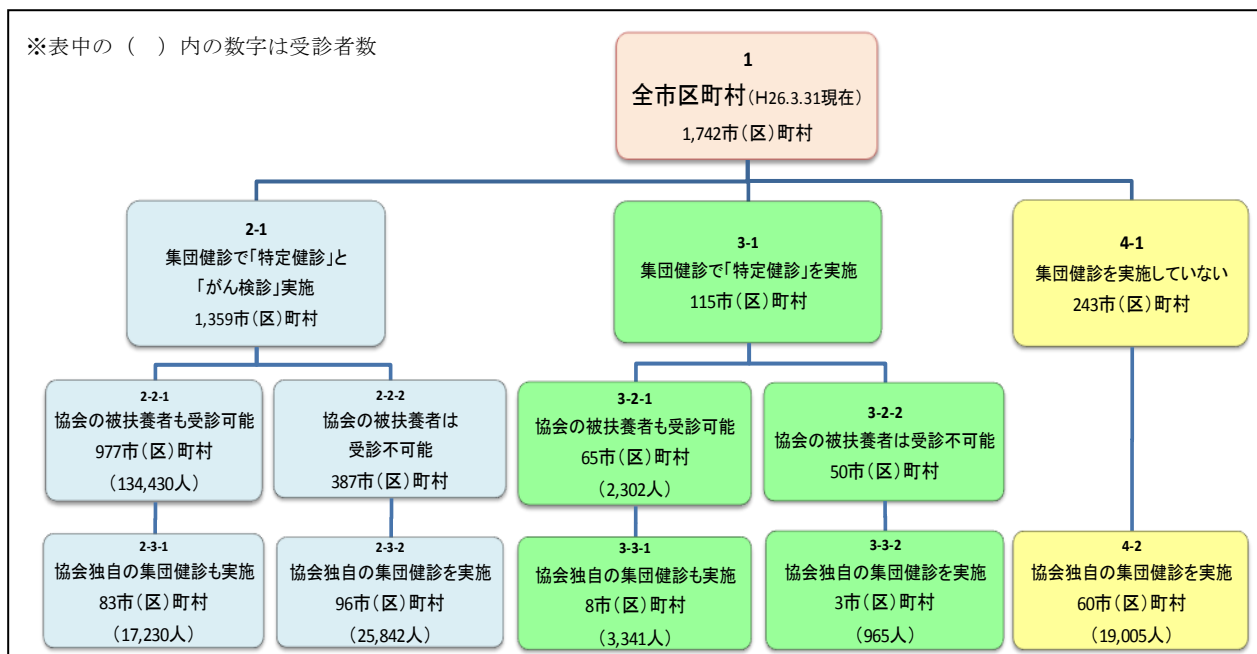 ※表中の（　）内の数字は受診者数
1
全市区町村(H26.3.31現在)
1,742市(区)町村
2-1
集団健診で「特定健診」と
「がん検診」実施
1,359市(区)町村
3-1
集団健診で「特定健診」を実施
115市(区)町村
4-1
集団健診を実施していない
243市(区)町村
2-2-1
協会の被扶養者も受診可能
977市(区)町村
(134,430人)
2-2-2
協会の被扶養者は
受診不可能
387市(区)町村
3-2-1
協会の被扶養者も受診可能
65市(区)町村
(2,302人)
3-2-2
協会の被扶養者は受診不可能
50市(区)町村
2-3-1
協会独自の集団健診も実施
83市(区)町村
(17,230人)
2-3-2
協会独自の集団健診を実施
96市(区)町村
(25,842人)
3-3-1
協会独自の集団健診も実施
8市(区)町村
(3,341人)
3-3-2
協会独自の集団健診を実施
3市(区)町村
(965人)
4-2
協会独自の集団健診を実施
60市(区)町村
(19,005人)